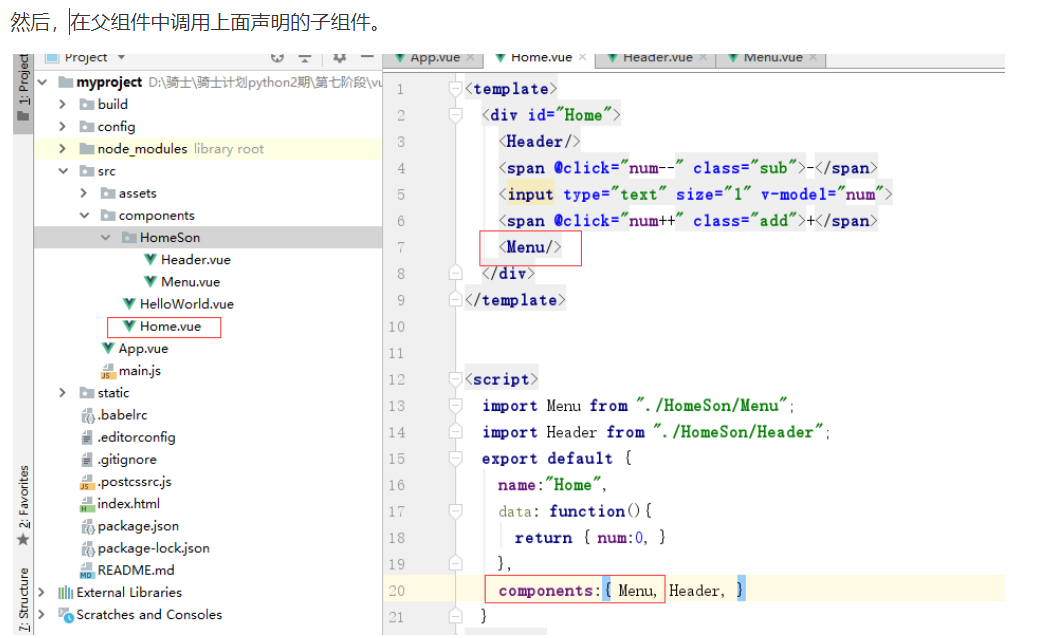 然后，在父组件中调用上面声明的子组件。
Project
App.vue × Home.vue × Header.vue × Menu.vue ×
1: Project
myproject D:\骑士\骑士计划python2期\第七阶段\vu
build
config
node_modules library root
src
assets
components
HomeSon
Header.vue
Menu.vue
HelloWorld.vue
Home.vue
App.vue
main.js
static
.babelrc
.editorconfig
.gitignore
.postcssrc.js
index.html
package.json
package-lock.json
README.md
External Libraries
Scratches and Consoles
2: Favorites
7: Structure
1 <template>
2 <div id="Home">
3 <Header/>
4 <span @click="num--" class="sub">-</span>
5 <input type="text" size="1" v-model="num">
6 <span @click="num++" class="add">+</span>
7 <Menu/>
8 </div>
9 </template>
10
11
12 <script>
13 import Menu from "./HomeSon/Menu";
14 import Header from "./HomeSon/Header";
15 export default {
16 name:"Home",
17 data: function(){
18 return { num:0, }
19 },
20 components:{ Menu, Header, }
21 }